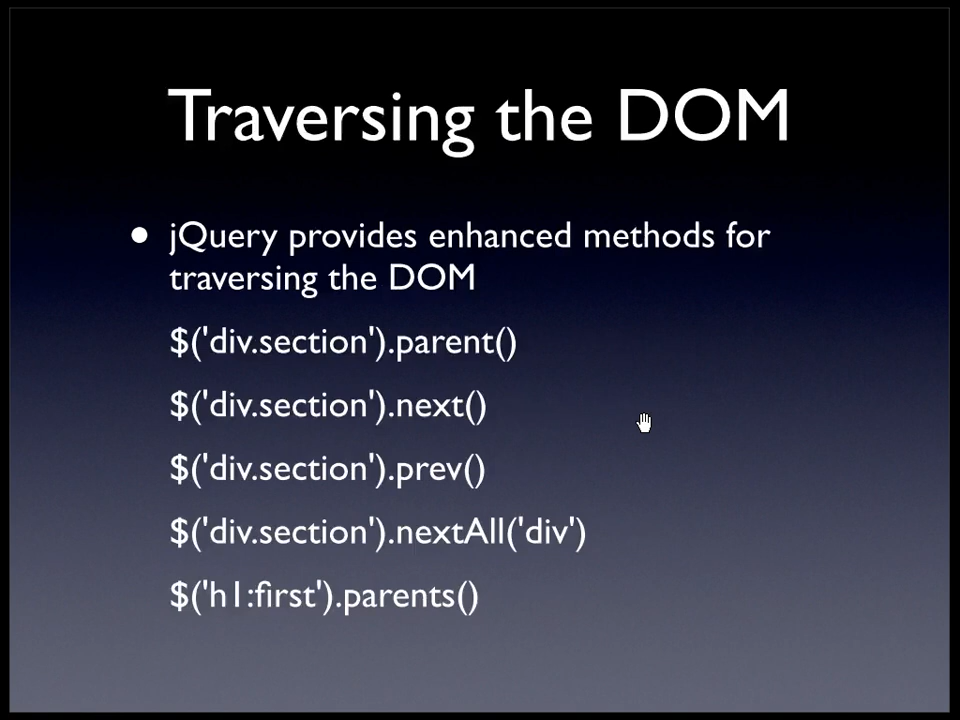 Traversing the DOM
• jQuery provides enhanced methods for
traversing the DOM
$('div.section').parent()
$('div.section').next()
$('div.section').prev()
$('div.section').nextAll('div')
$('h1:first').parents()